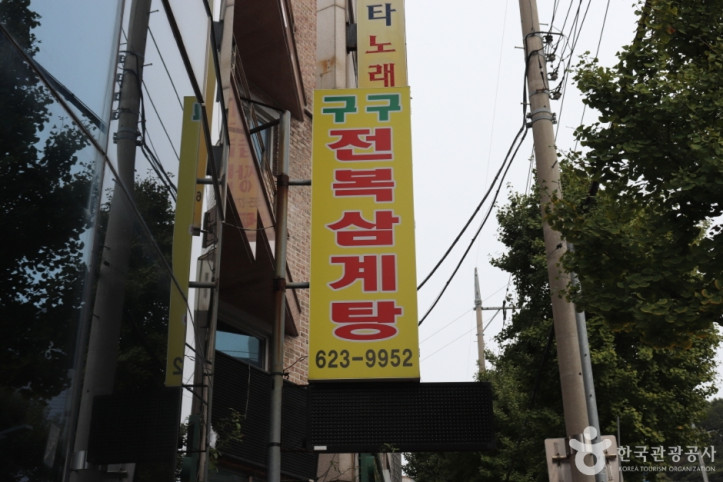 타노래
구구
전복삼계탕
623-9952
한국관광공사
KOREA TOURISM ORGANIZATION